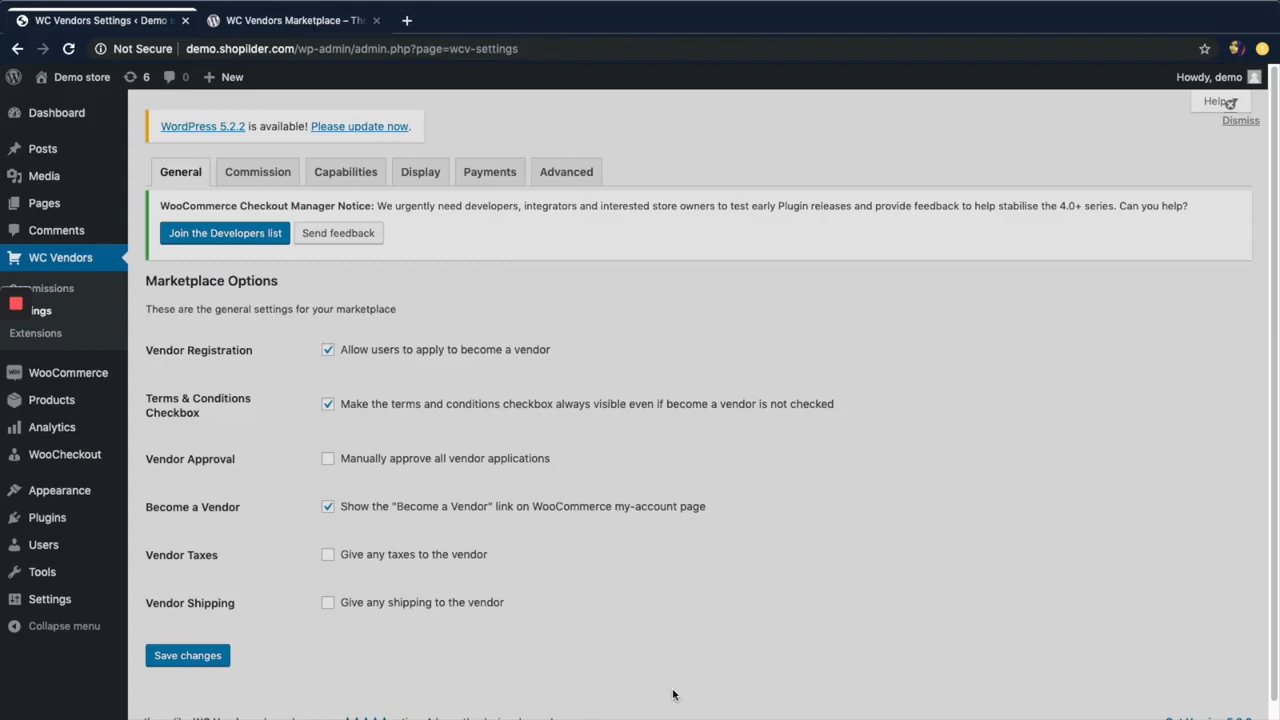 WC Vendors Settings ‹ Demo s
WC Vendors Marketplace – The
Not Secure
demo.shopilder.com/wp-admin/admin.php?page=wcv-settings
Demo store
6
0
New
Howdy, demo
Help
Dismiss
Dashboard
Posts
Media
Pages
Comments
WC Vendors
mmissions
ings
Extensions
WooCommerce
Products
Analytics
WooCheckout
Appearance
Plugins
Users
Tools
Settings
Collapse menu
WordPress 5.2.2 is available! Please update now.
General
Commission
Capabilities
Display
Payments
Advanced
WooCommerce Checkout Manager Notice: We urgently need developers, integrators and interested store owners to test early Plugin releases and provide feedback to help stabilise the 4.0+ series. Can you help?
Join the Developers list
Send feedback
Marketplace Options
These are the general settings for your marketplace
Vendor Registration
Allow users to apply to become a vendor
Terms & Conditions
Checkbox
Make the terms and conditions checkbox always visible even if become a vendor is not checked
Vendor Approval
Manually approve all vendor applications
Become a Vendor
Show the "Become a Vendor" link on WooCommerce my-account page
Vendor Taxes
Give any taxes to the vendor
Vendor Shipping
Give any shipping to the vendor
Save changes